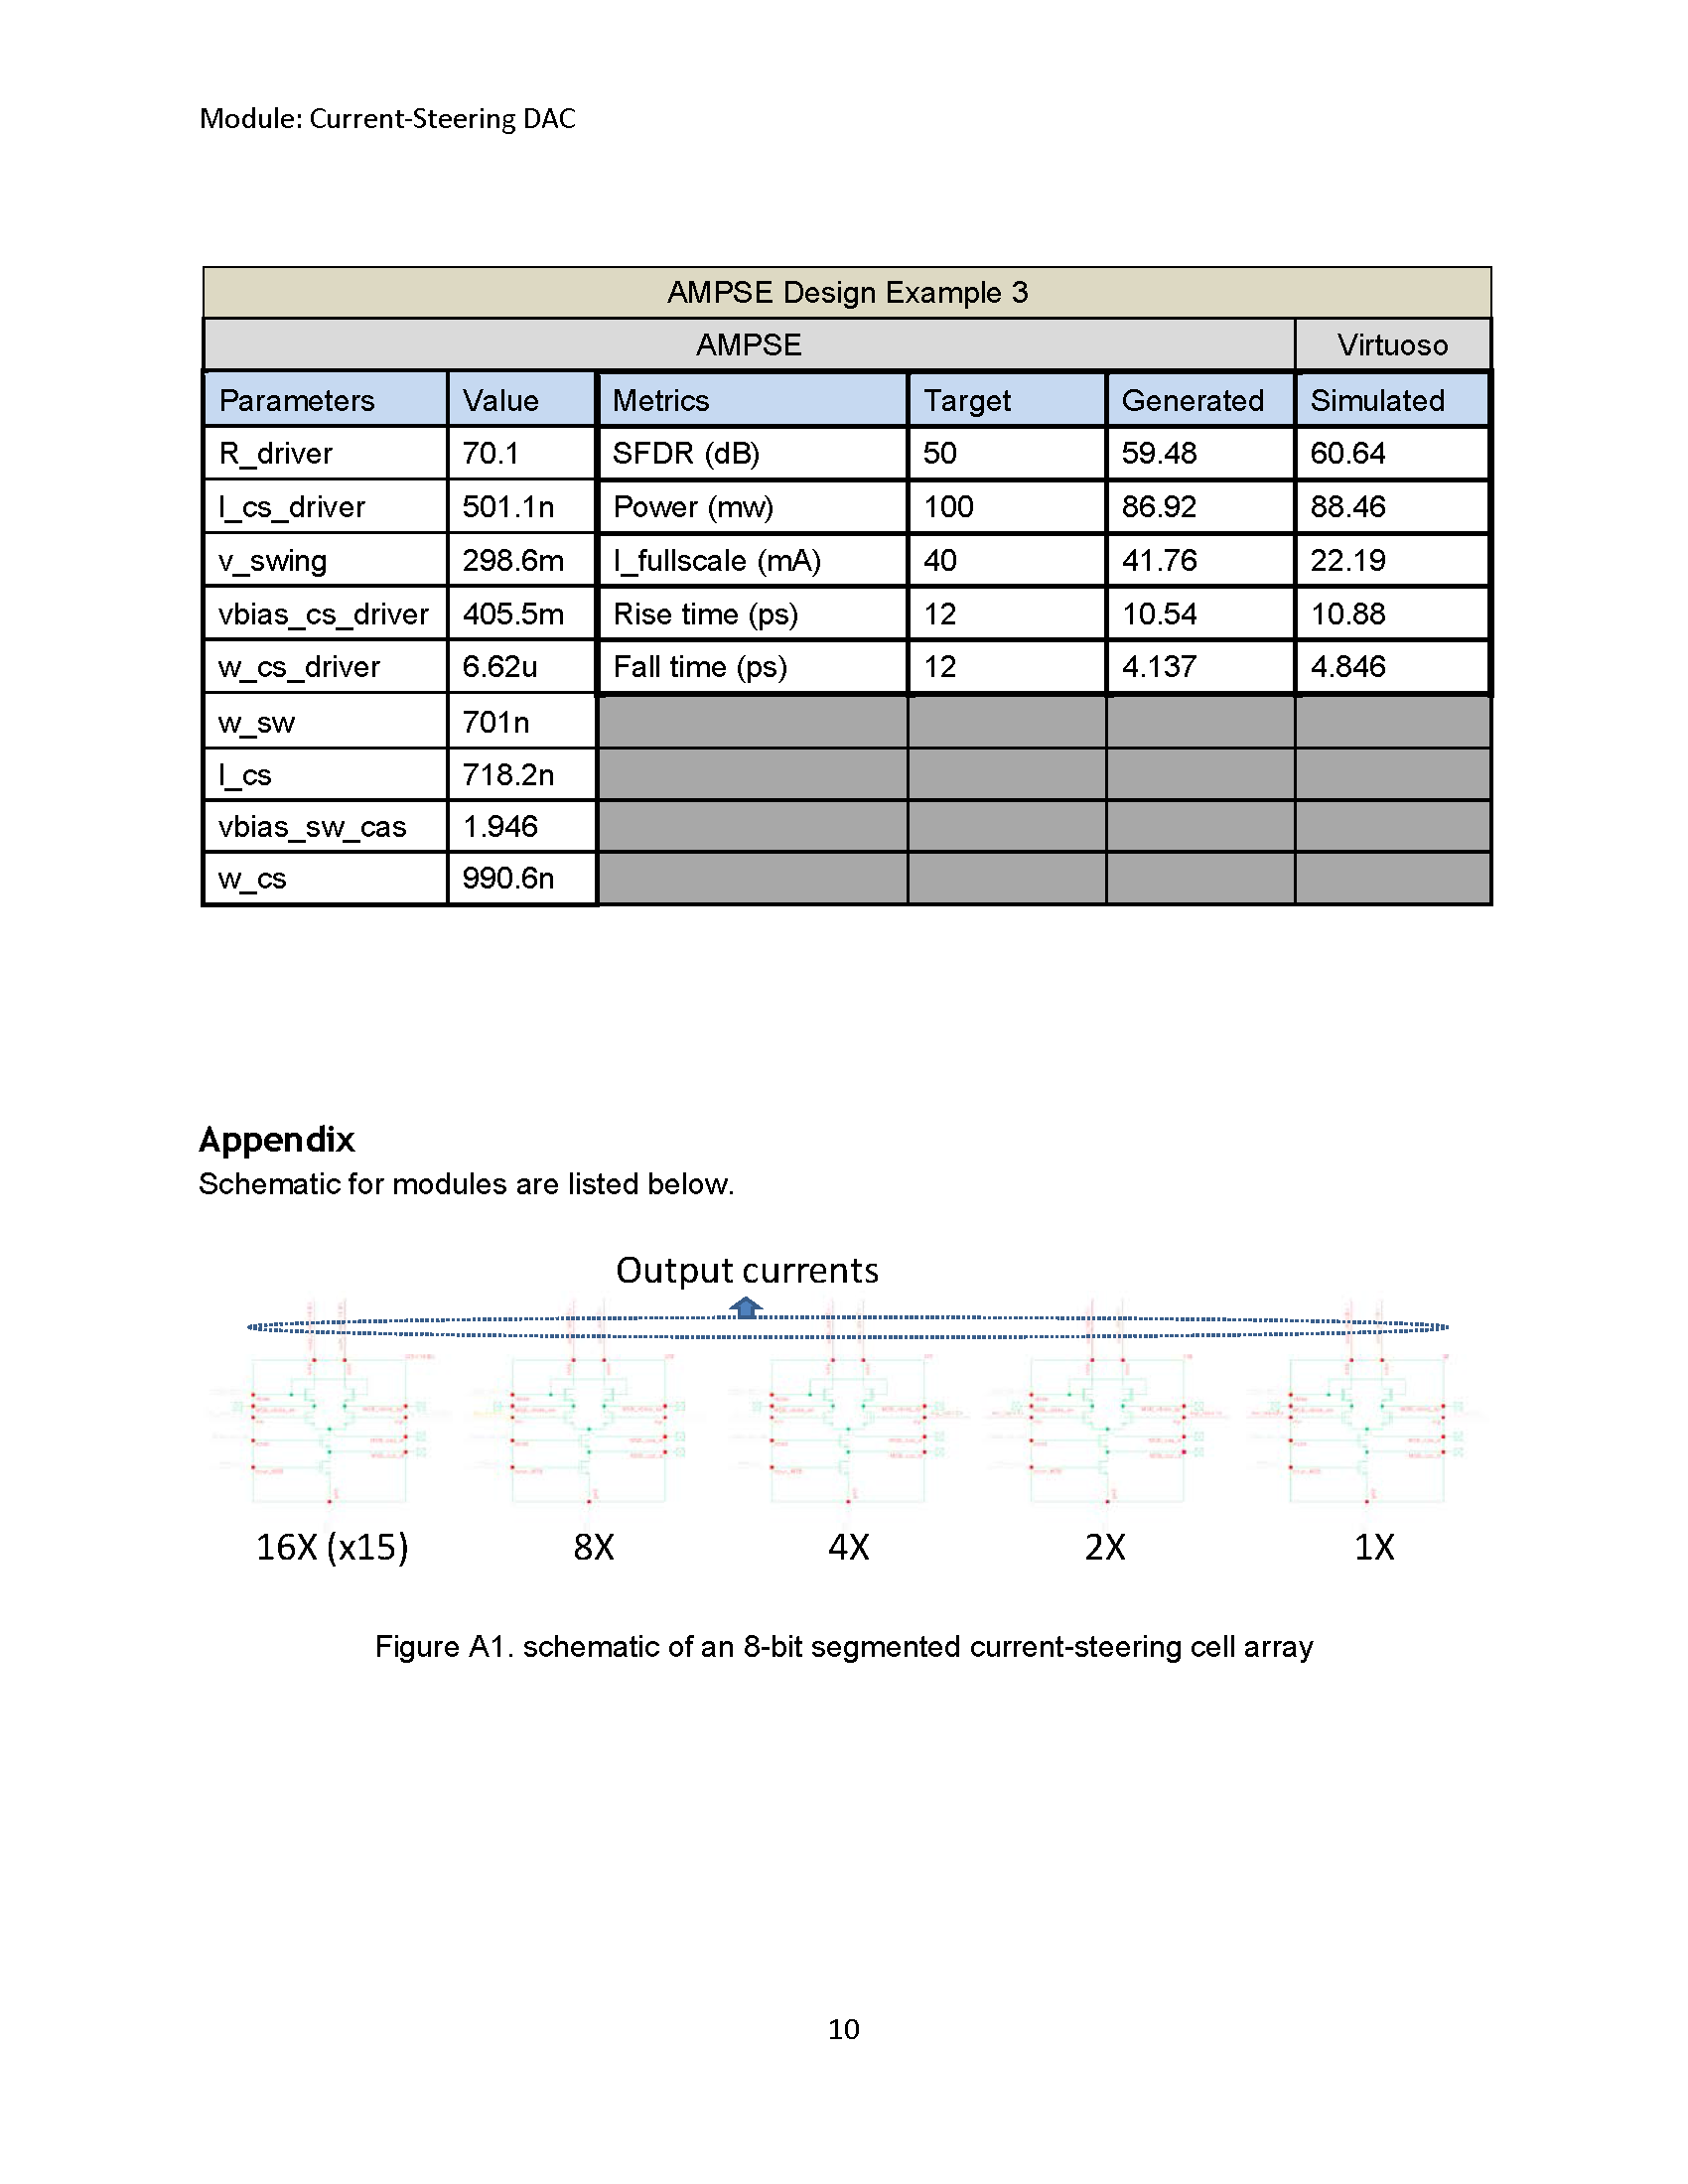 Module: Current-Steering DAC
AMPSE Design Example 3
AMPSE Virtuoso
Parameters Value Metrics Target Generated Simulated
R_driver 70.1 SFDR (dB) 50 59.48 60.64
l_cs_driver 501.1n Power (mw) 100 86.92 88.46
v_swing 298.6m I_fullscale (mA) 40 41.76 22.19
vbias_cs_driver 405.5m Rise time (ps) 12 10.54 10.88
w_cs_driver 6.62u Fall time (ps) 12 4.137 4.846
w_sw 701n
l_cs 718.2n
vbias_sw_cas 1.946
w_cs 990.6n
Appendix
Schematic for modules are listed below.
Output currents
16X (x15) 8X 4X 2X 1X
Figure A1. schematic of an 8-bit segmented current-steering cell array
10